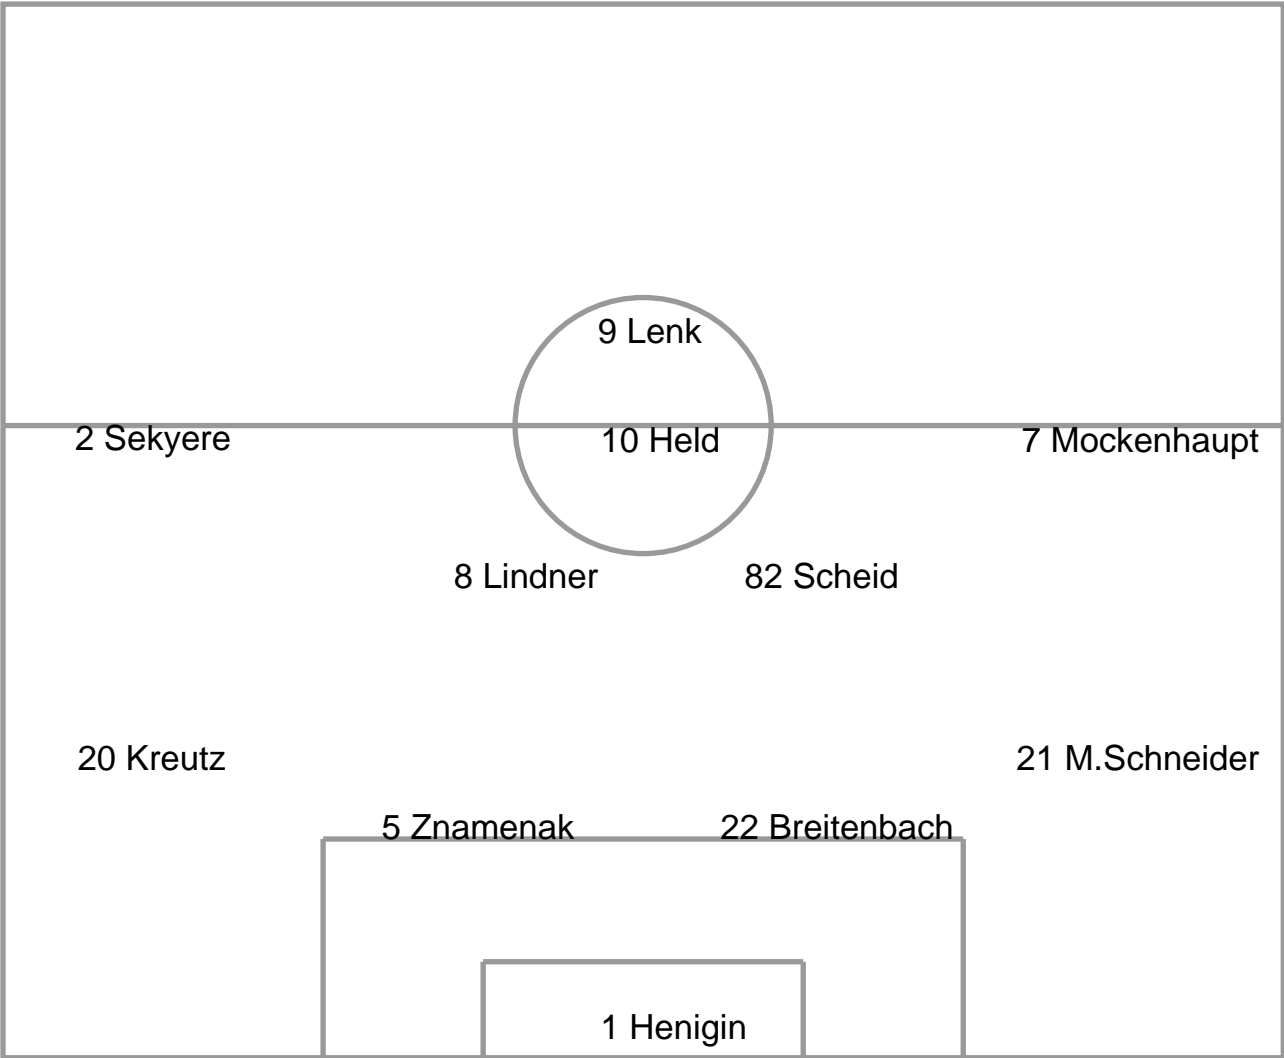 9 Lenk
2 Sekyere
10 Held
7 Mockenhaupt
8 Lindner
82 Scheid
20 Kreutz
21 M.Schneider
5 Znamenak
22 Breitenbach
1 Henigin